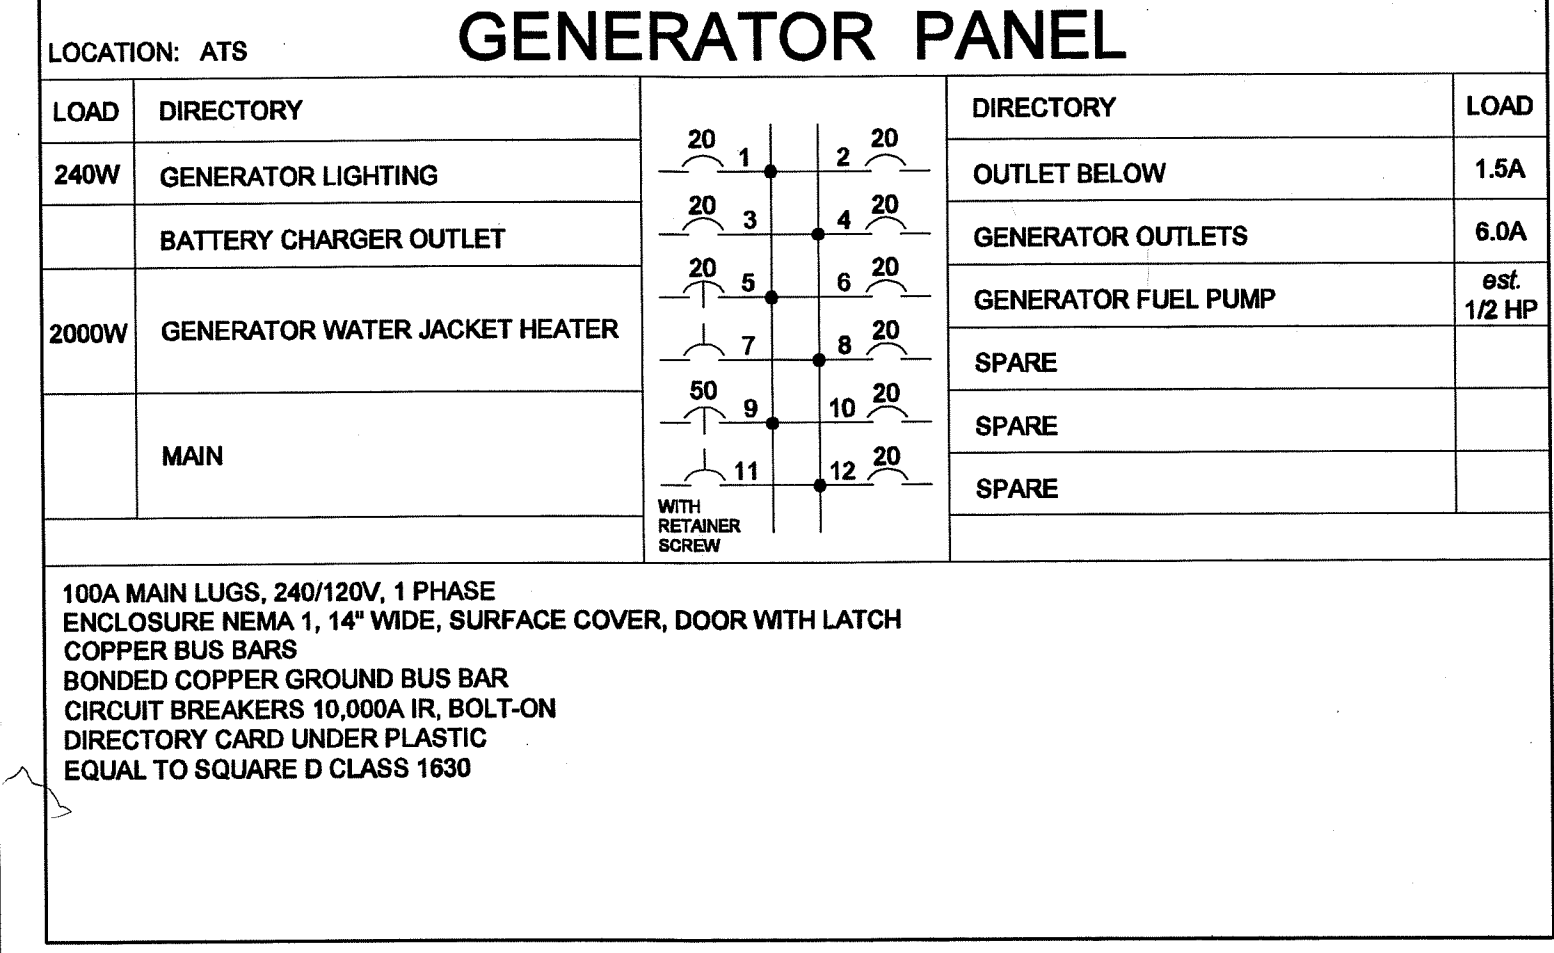 GENERATOR PANEL
LOCATION: ATS
LOAD DIRECTORY DIRECTORY LOAD
240W GENERATOR LIGHTING 20 1 2 20 OUTLET BELOW 1.5A
BATTERY CHARGER OUTLET 20 3 4 20 GENERATOR OUTLETS 6.0A
2000W GENERATOR WATER JACKET HEATER 20 5 6 20 GENERATOR FUEL PUMP est. 1/2 HP
7 8 20 SPARE
MAIN 50 9 10 20 SPARE
11 12 20 SPARE
WITH
RETAINER
SCREW
100A MAIN LUGS, 240/120V, 1 PHASE
ENCLOSURE NEMA 1, 14" WIDE, SURFACE COVER, DOOR WITH LATCH
COPPER BUS BARS
BONDED COPPER GROUND BUS BAR
CIRCUIT BREAKERS 10,000A IR, BOLT-ON
DIRECTORY CARD UNDER PLASTIC
EQUAL TO SQUARE D CLASS 1630